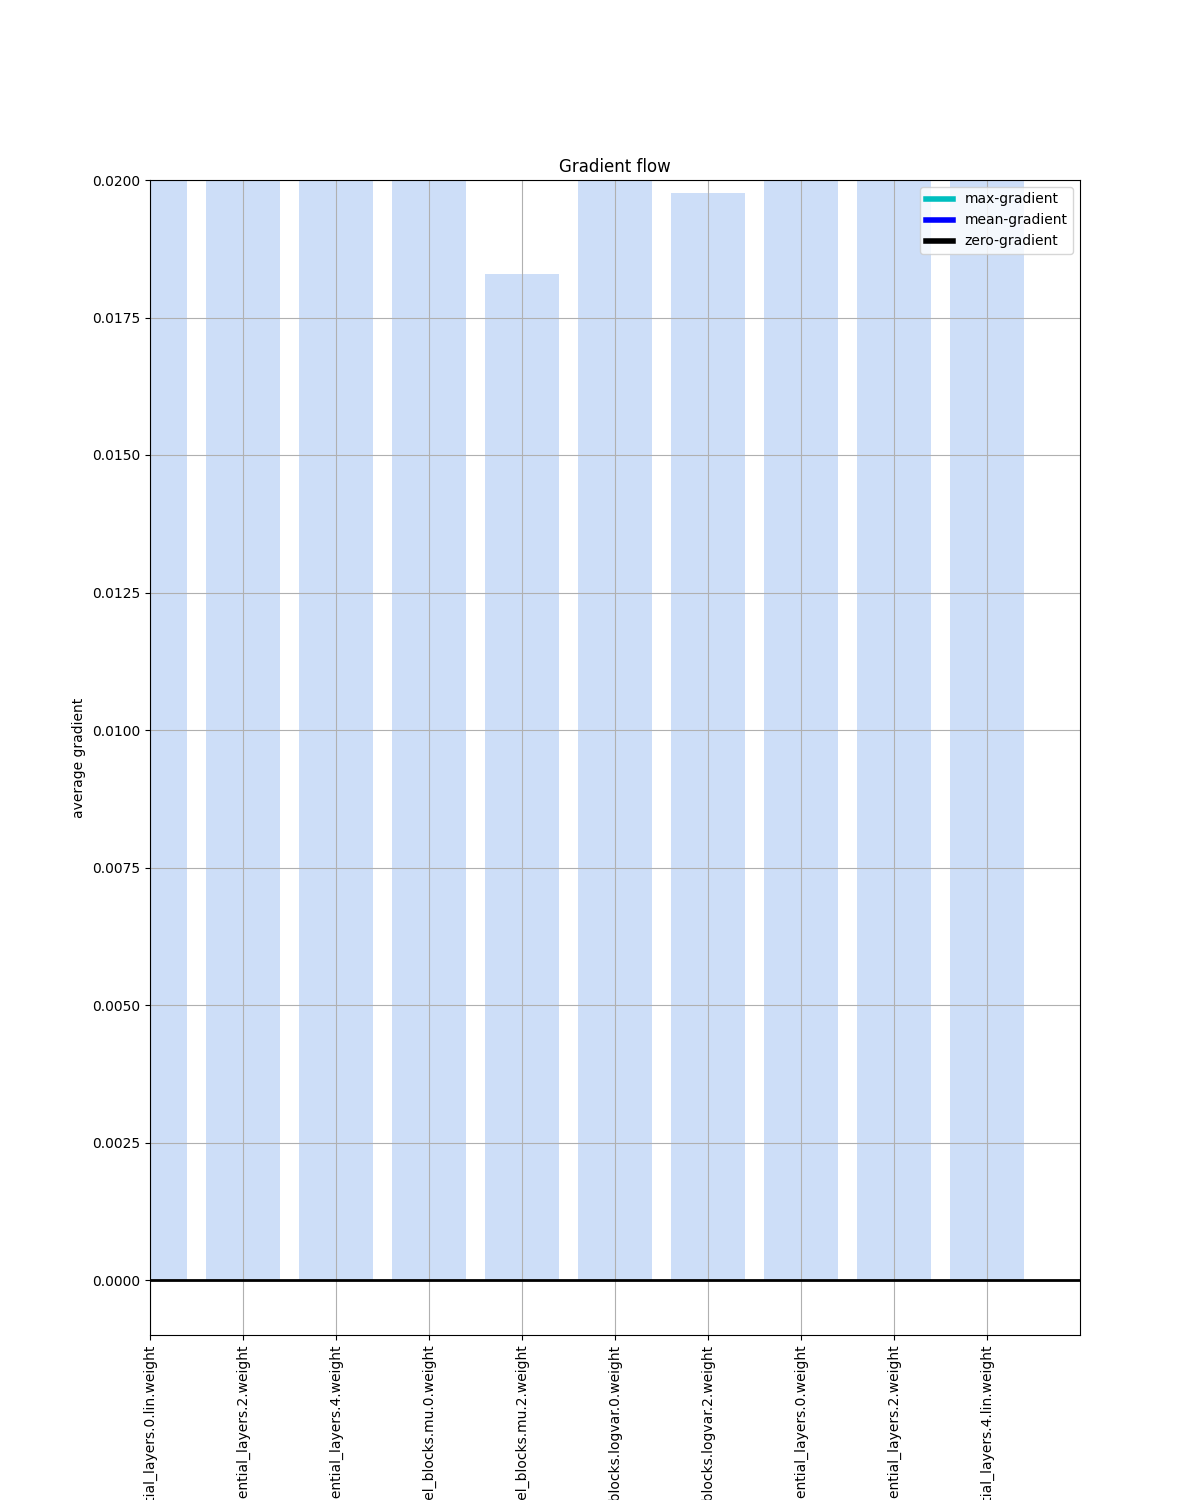 Gradient flow
max-gradient
mean-gradient
zero-gradient
0.0200
0.0175
0.0150
0.0125
0.0100
0.0075
0.0050
0.0025
0.0000
average gradient
tial_layers.0.lin.weight
ential_layers.2.weight
ential_layers.4.weight
el_blocks.mu.0.weight
el_blocks.mu.2.weight
blocks.logvar.0.weight
blocks.logvar.2.weight
ential_layers.0.weight
ential_layers.2.weight
tial_layers.4.lin.weight